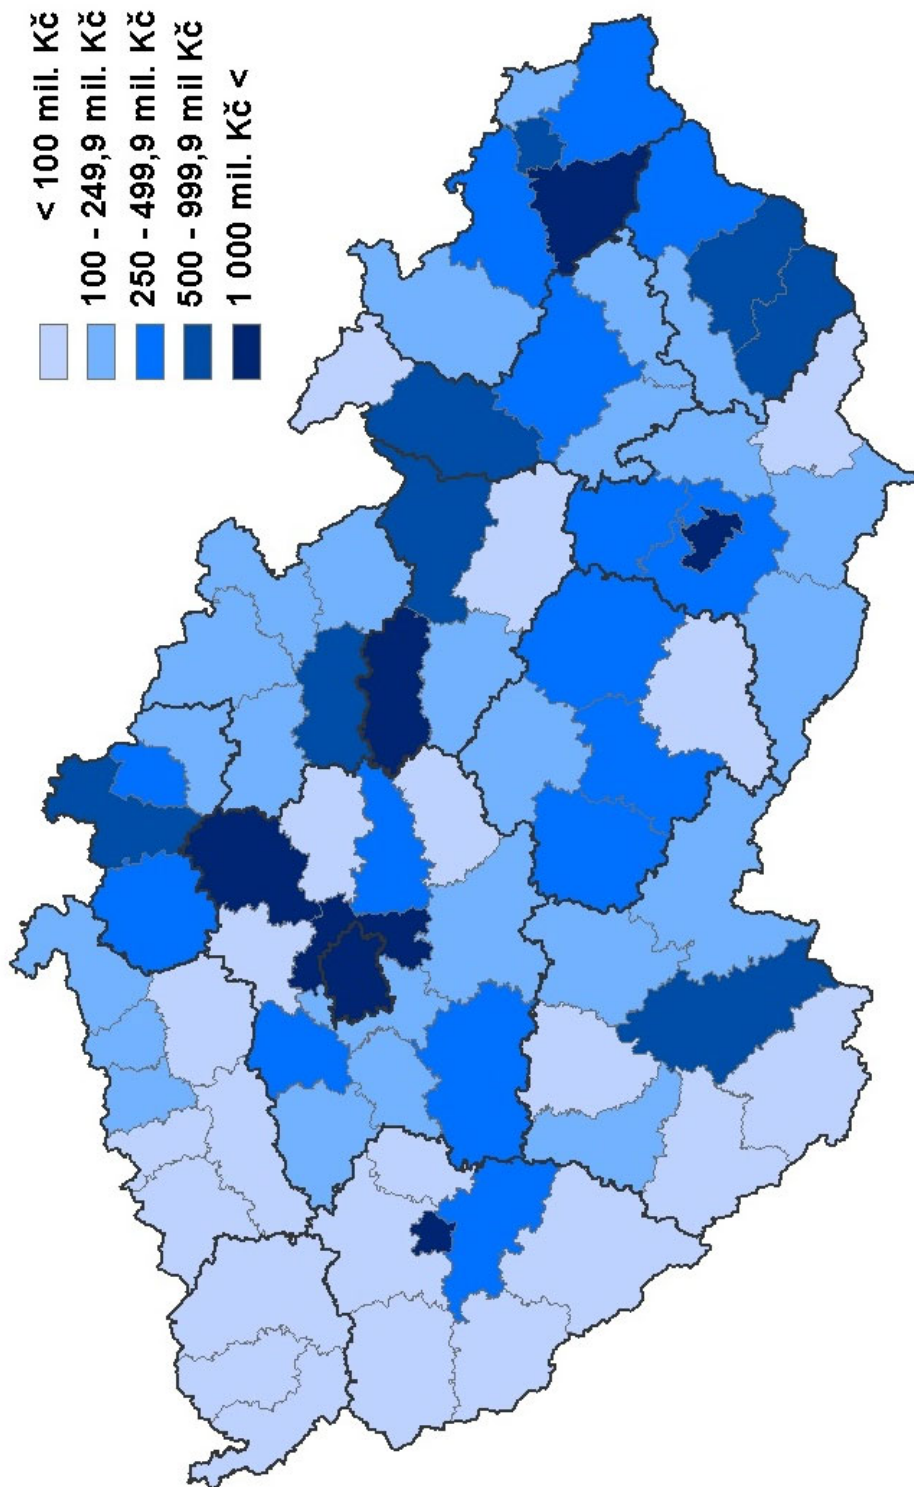 < 100 mil. Kč
100 - 249,9 mil. Kč
250 - 499,9 mil. Kč
500 - 999,9 mil Kč
1 000 mil. Kč <